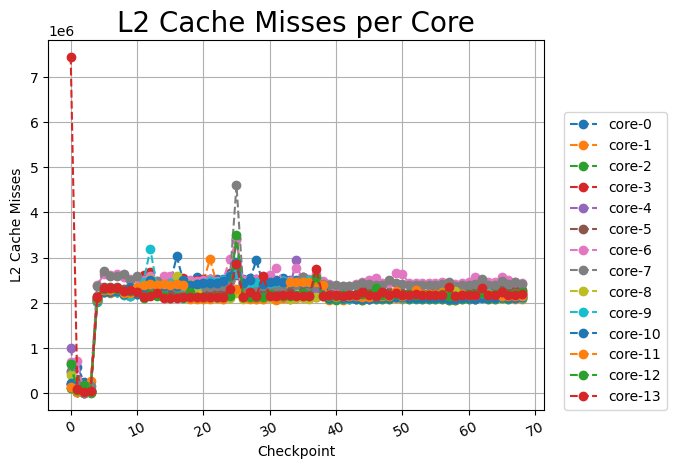 L2 Cache Misses per Core
1e6
7
6
5
4
3
2
1
0
L2 Cache Misses
0
10
20
30
40
50
60
70
Checkpoint
core-0
core-1
core-2
core-3
core-4
core-5
core-6
core-7
core-8
core-9
core-10
core-11
core-12
core-13